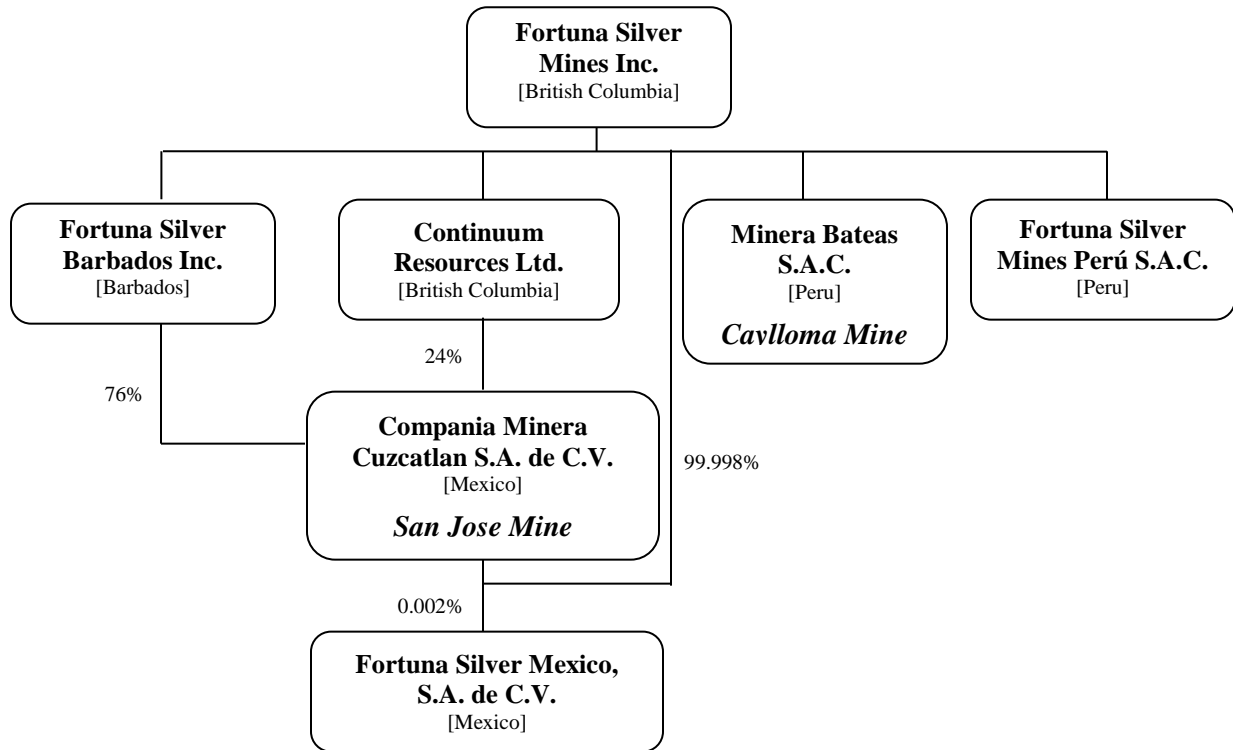 Fortuna Silver
Mines Inc.
[British Columbia]
Fortuna Silver
Barbados Inc.
[Barbados]
Continuum
Resources Ltd.
[British Columbia]
Minera Bateas
S.A.C.
[Peru]
Caylloma Mine
Fortuna Silver
Mines Perú S.A.C.
[Peru]
24%
76%
Compania Minera
Cuzcatlan S.A. de C.V.
[Mexico]
San Jose Mine
99.998%
0.002%
Fortuna Silver Mexico,
S.A. de C.V.
[Mexico]